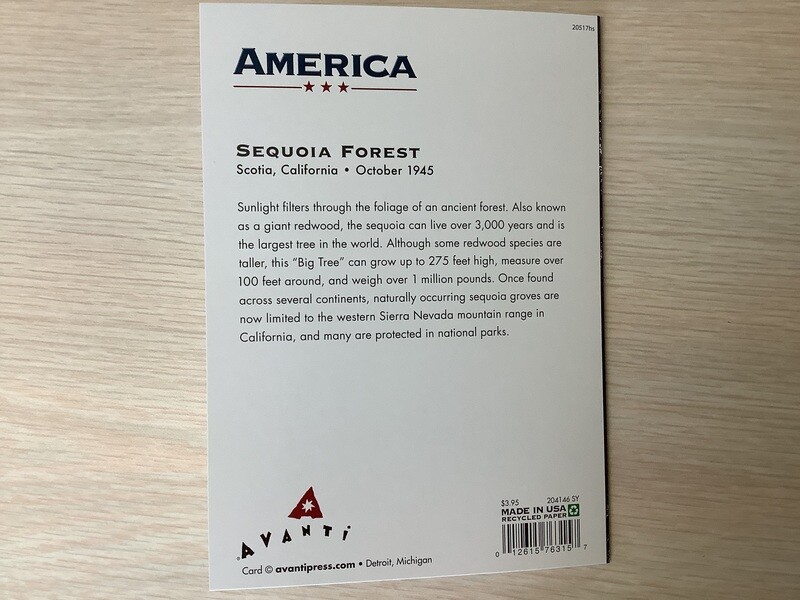 20517hs
AMERICA
SEQUOIA FOREST
Scotia, California • October 1945
Sunlight filters through the foliage of an ancient forest. Also known
as a giant redwood, the sequoia can live over 3,000 years and is
the largest tree in the world. Although some redwood species are
taller, this “Big Tree” can grow up to 275 feet high, measure over
100 feet around, and weigh over 1 million pounds. Once found
across several continents, naturally occurring sequoia groves are
now limited to the western Sierra Nevada mountain range in
California, and many are protected in national parks.
AVANTI
Card © avantipress.com • Detroit, Michigan
$3.95 204146 SY
MADE IN USA
RECYCLED PAPER
0 12615 76315 7